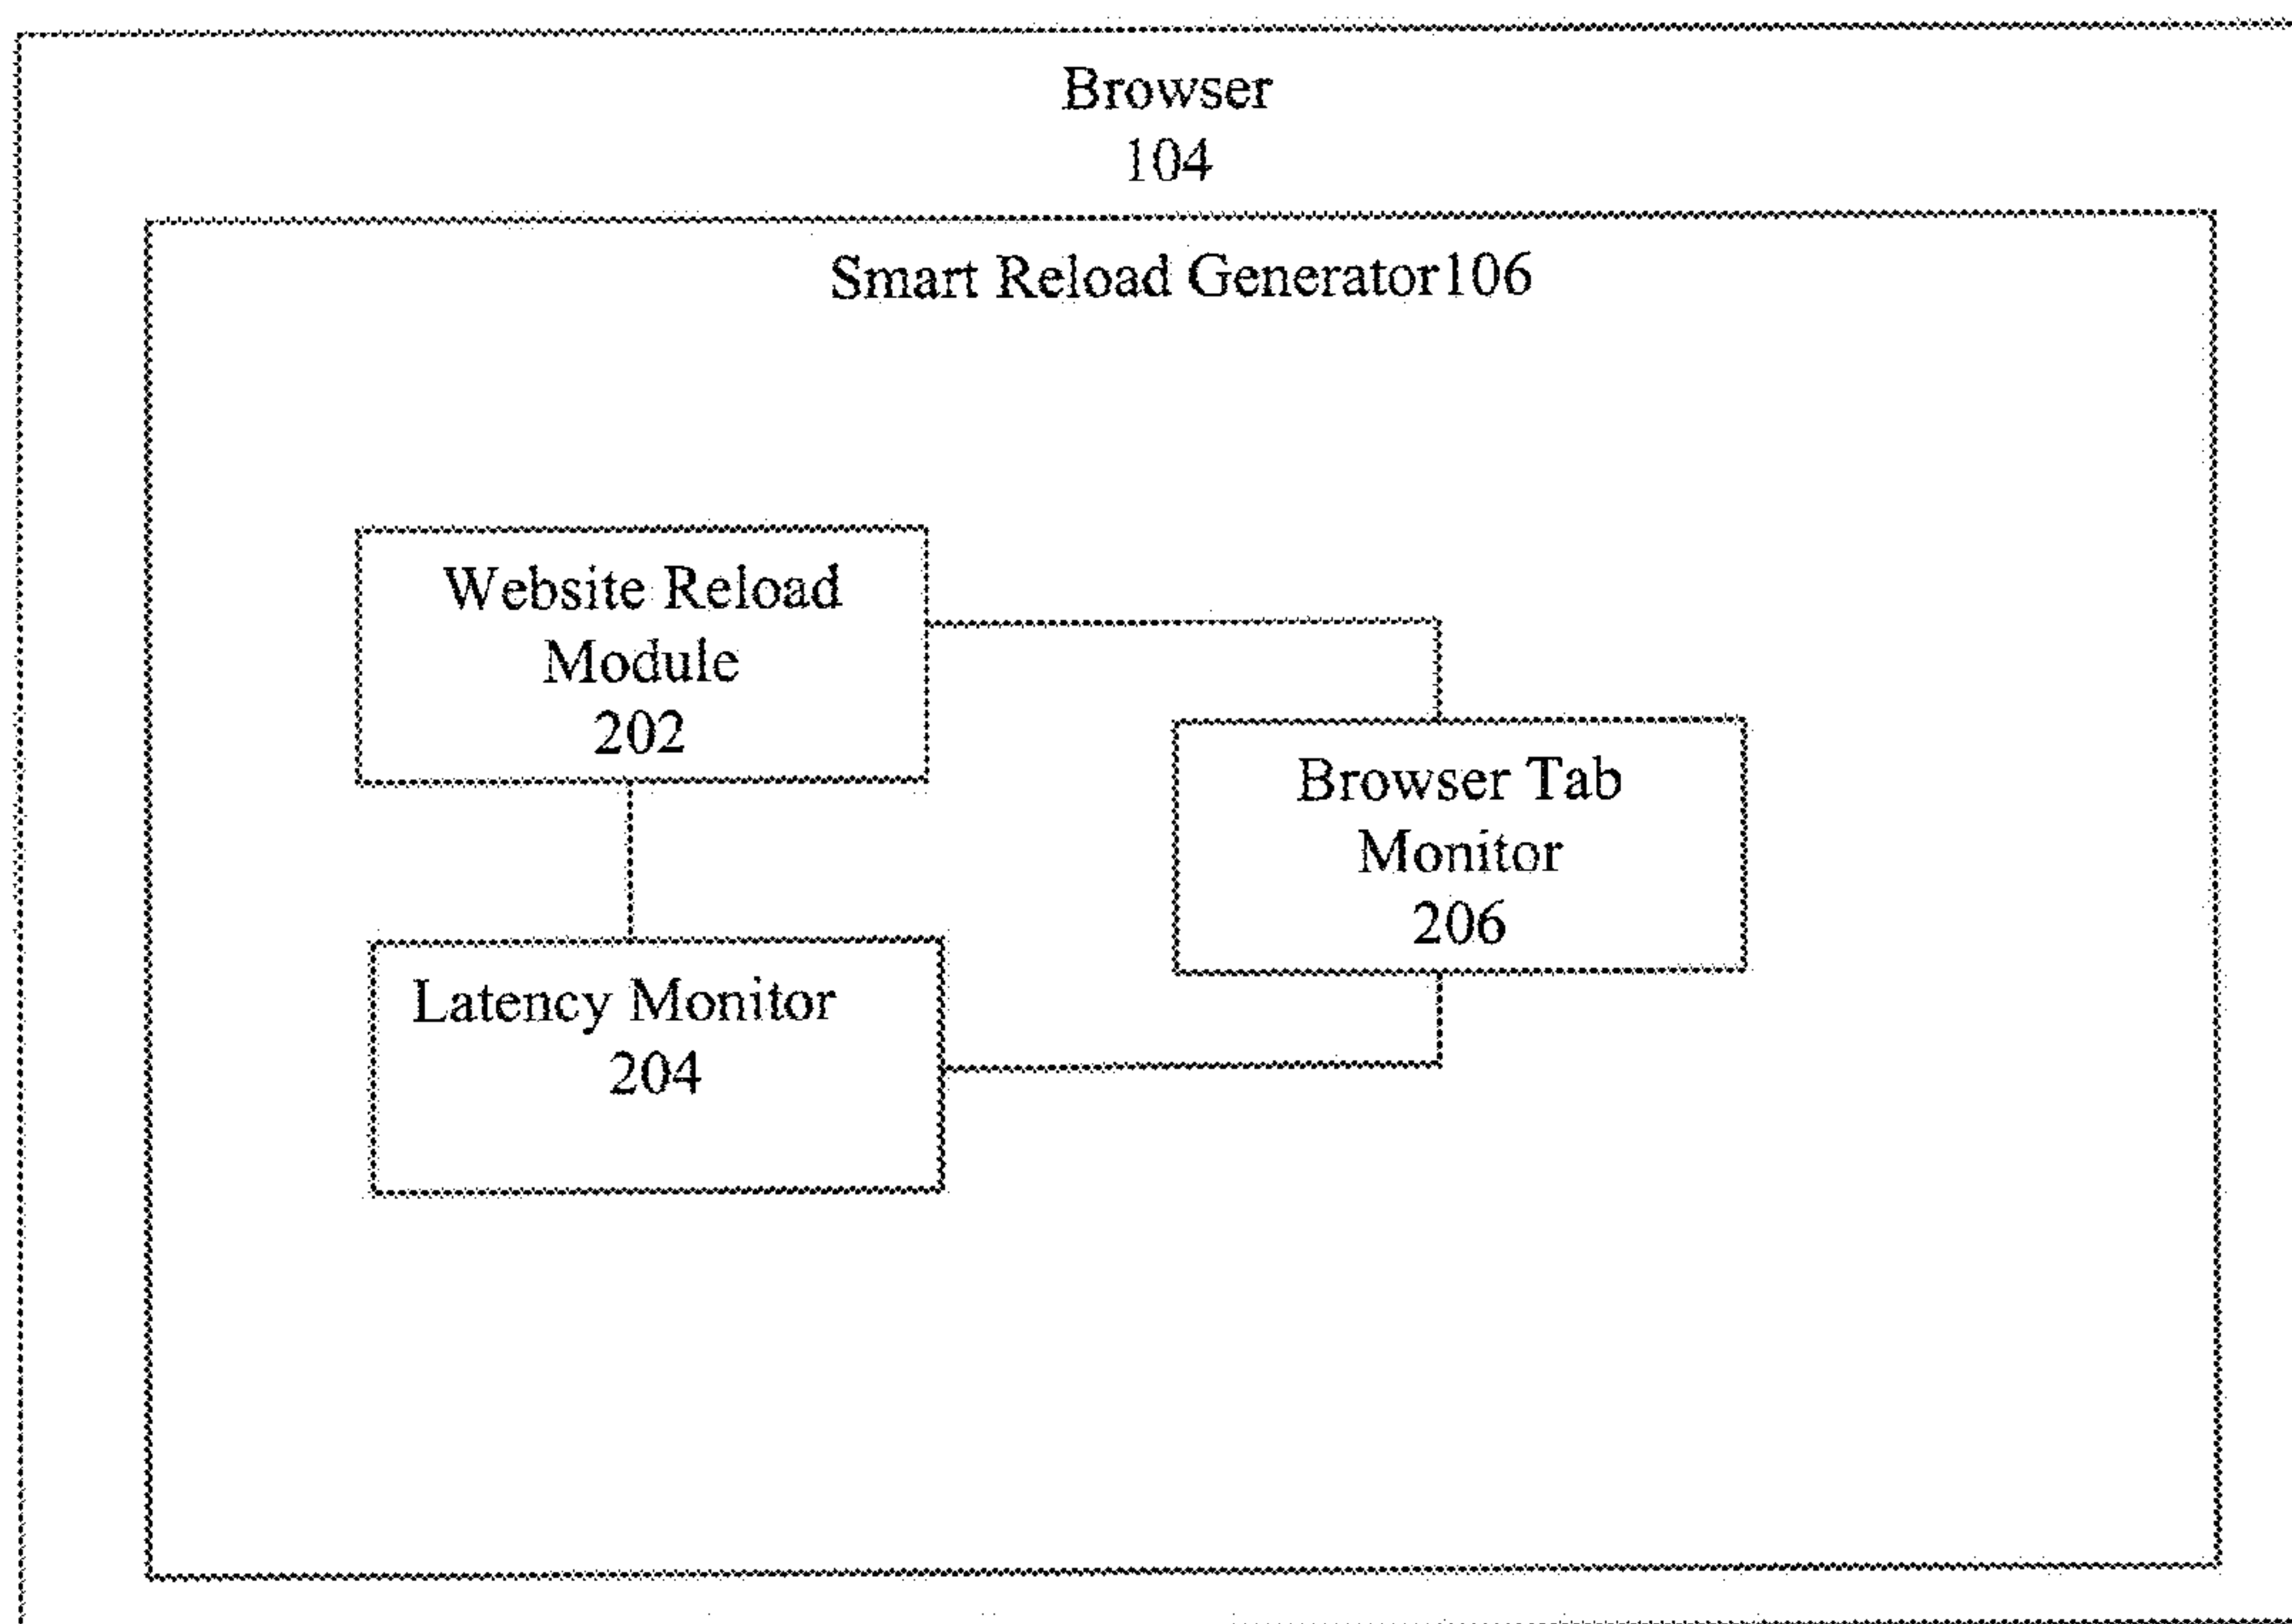 Browser
104
Smart Reload Generator106
Website Reload
Module
202
Browser Tab
Monitor
206
Latency Monitor
204